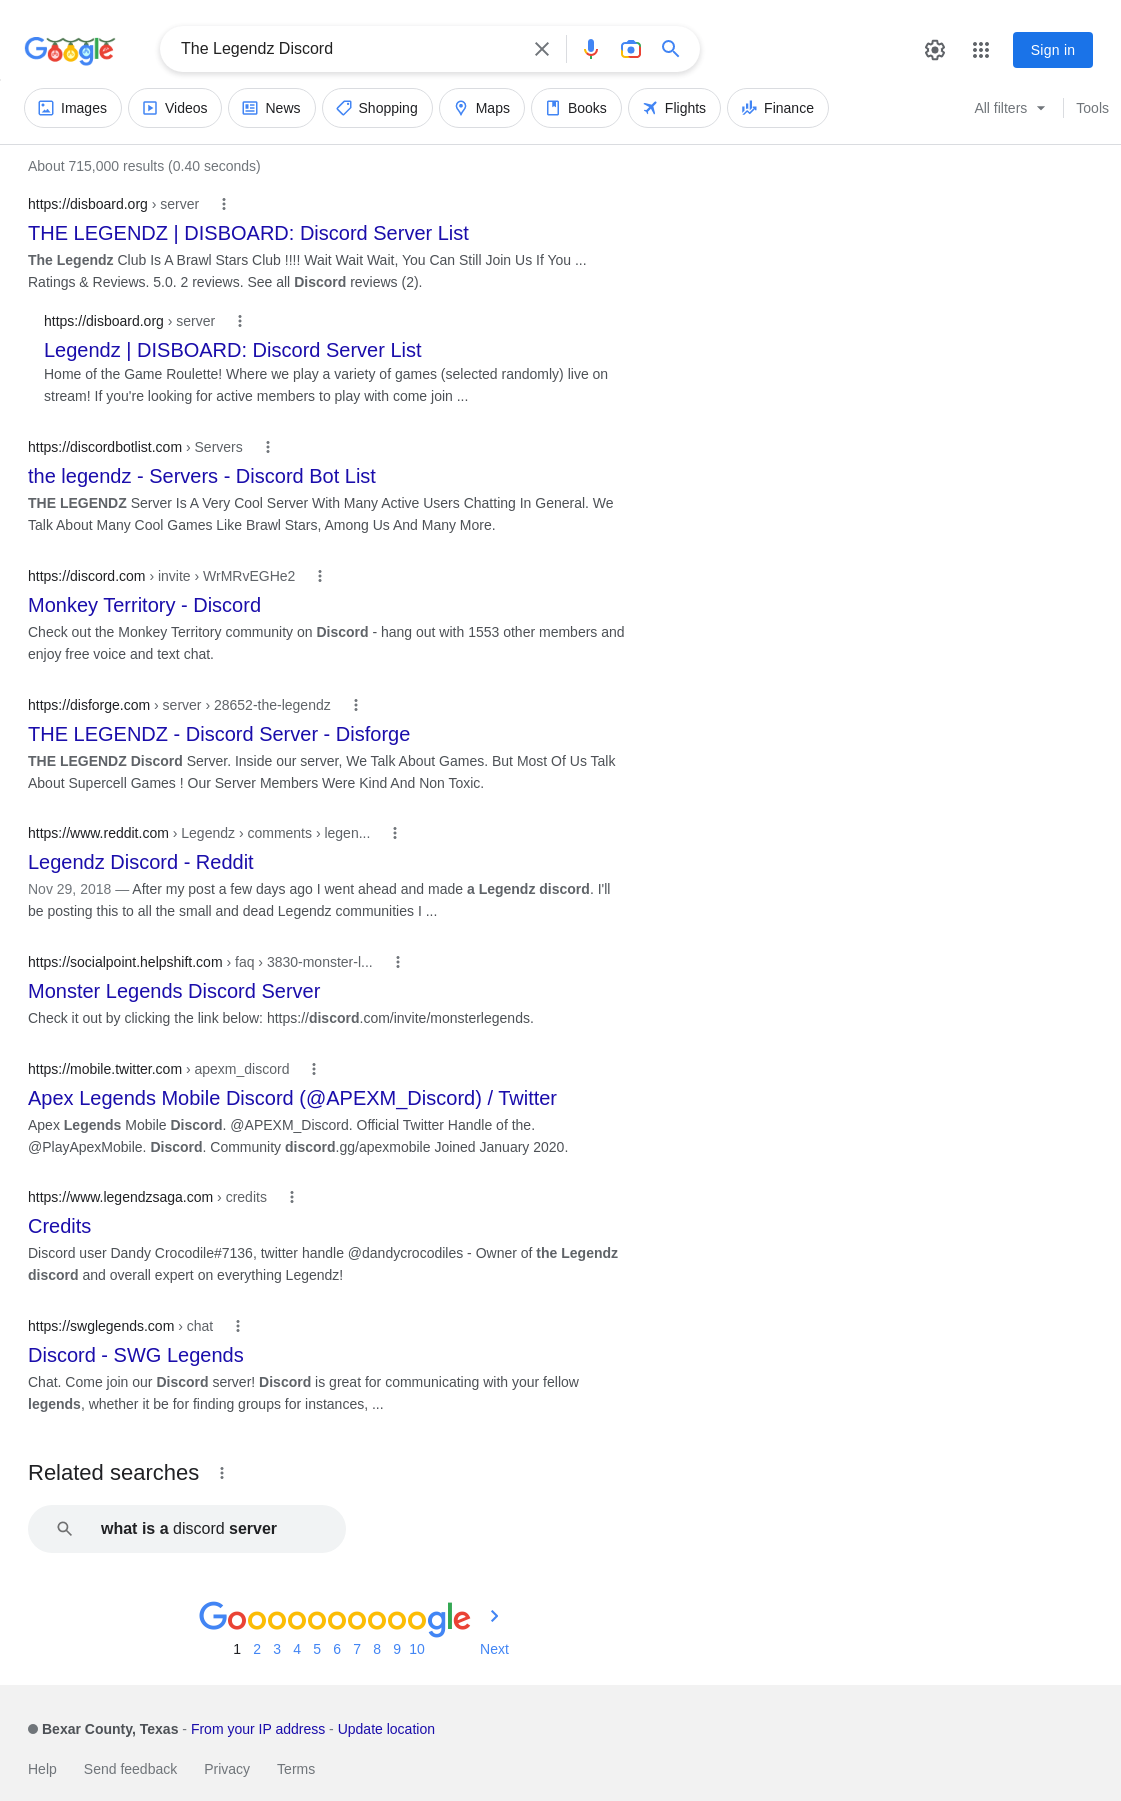 Google
The Legendz Discord
Sign in
Images
Videos
News
Shopping
Maps
Books
Flights
Finance
All filters
Tools
About 715,000 results (0.40 seconds)
https://disboard.org › server
THE LEGENDZ | DISBOARD: Discord Server List
The Legendz Club Is A Brawl Stars Club !!!! Wait Wait Wait, You Can Still Join Us If You ...
Ratings & Reviews. 5.0. 2 reviews. See all Discord reviews (2).
https://disboard.org › server
Legendz | DISBOARD: Discord Server List
Home of the Game Roulette! Where we play a variety of games (selected randomly) live on
stream! If you're looking for active members to play with come join ...
https://discordbotlist.com › Servers
the legendz - Servers - Discord Bot List
THE LEGENDZ Server Is A Very Cool Server With Many Active Users Chatting In General. We
Talk About Many Cool Games Like Brawl Stars, Among Us And Many More.
https://discord.com › invite › WrMRvEGHe2
Monkey Territory - Discord
Check out the Monkey Territory community on Discord - hang out with 1553 other members and
enjoy free voice and text chat.
https://disforge.com › server › 28652-the-legendz
THE LEGENDZ - Discord Server - Disforge
THE LEGENDZ Discord Server. Inside our server, We Talk About Games. But Most Of Us Talk
About Supercell Games ! Our Server Members Were Kind And Non Toxic.
https://www.reddit.com › Legendz › comments › legen...
Legendz Discord - Reddit
Nov 29, 2018 — After my post a few days ago I went ahead and made a Legendz discord. I'll
be posting this to all the small and dead Legendz communities I ...
https://socialpoint.helpshift.com › faq › 3830-monster-l...
Monster Legends Discord Server
Check it out by clicking the link below: https://discord.com/invite/monsterlegends.
https://mobile.twitter.com › apexm_discord
Apex Legends Mobile Discord (@APEXM_Discord) / Twitter
Apex Legends Mobile Discord. @APEXM_Discord. Official Twitter Handle of the.
@PlayApexMobile. Discord. Community discord.gg/apexmobile Joined January 2020.
https://www.legendzsaga.com › credits
Credits
Discord user Dandy Crocodile#7136, twitter handle @dandycrocodiles - Owner of the Legendz
discord and overall expert on everything Legendz!
https://swglegends.com › chat
Discord - SWG Legends
Chat. Come join our Discord server! Discord is great for communicating with your fellow
legends, whether it be for finding groups for instances, ...
Related searches
what is a discord server
Goooooooooogle
1 2 3 4 5 6 7 8 9 10 Next
Bexar County, Texas - From your IP address - Update location
Help Send feedback Privacy Terms